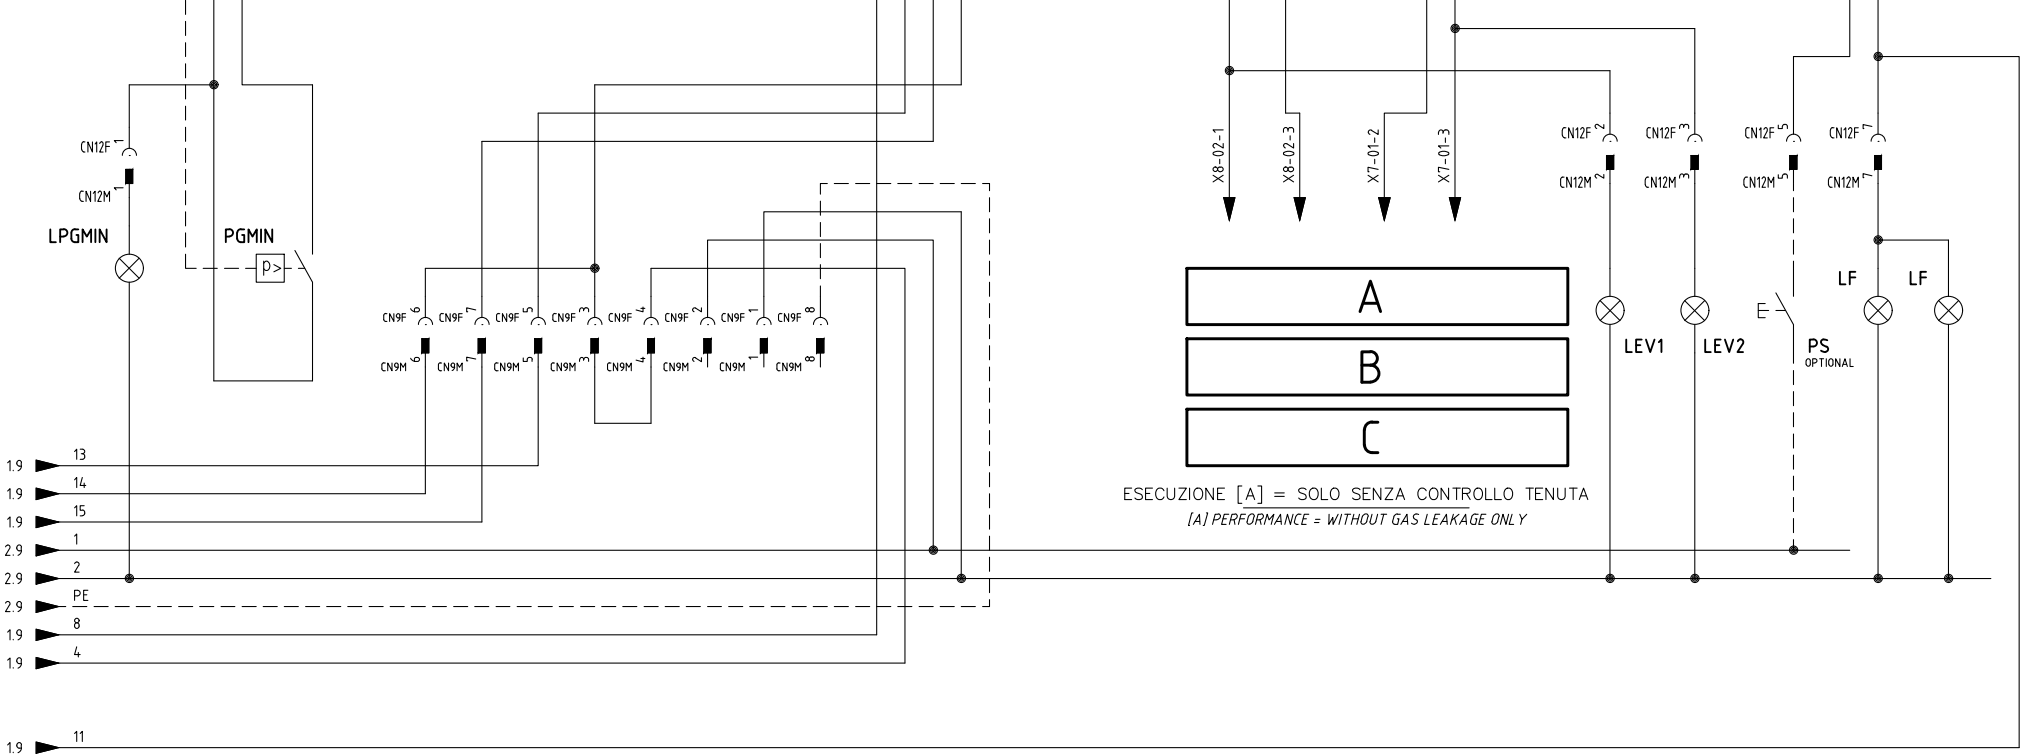 CN12F 1
CN12M 1
LPGMIN
PGMIN
p>
X8-02-1
X8-02-3
X7-01-2
X7-01-3
CN12F 2
CN12F 3
CN12F 5
CN12F 7
CN12M 2
CN12M 3
CN12M 5
CN12M 7
LF
LF
CN9F 6
CN9F 7
CN9F 5
CN9F 3
CN9F 4
CN9F 2
CN9F 1
CN9F 8
CN9M 6
CN9M 7
CN9M 5
CN9M 3
CN9M 4
CN9M 2
CN9M 1
CN9M 8
A
B
C
LEV1
LEV2
PS
OPTIONAL
ESECUZIONE [A] = SOLO SENZA CONTROLLO TENUTA
[A] PERFORMANCE = WITHOUT GAS LEAKAGE ONLY
1.9 13
1.9 14
1.9 15
2.9 1
2.9 2
2.9 PE
1.9 8
1.9 4
1.9 11